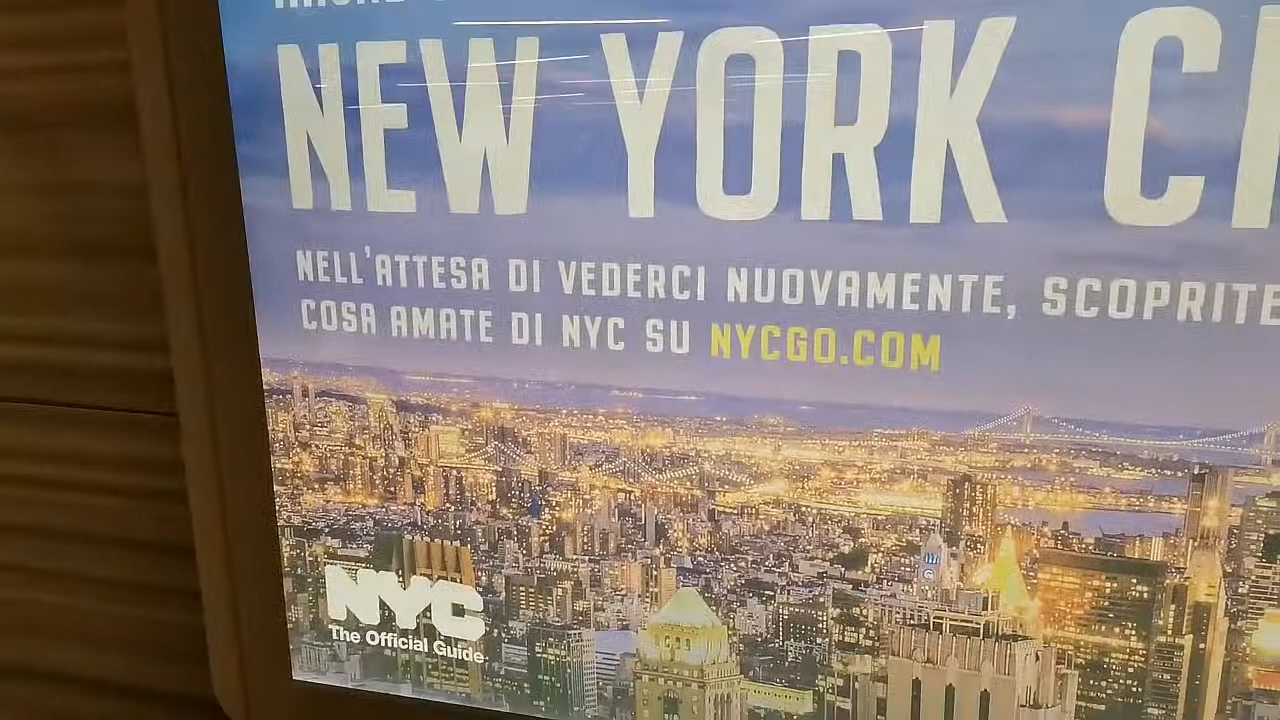 NEW YORK
NELL'ATTESA DI VEDERCI NUOVAMENTE, SCOPRITE
COSA AMATE DI NYC SU NYCGO.COM
NYC
The Official Guide